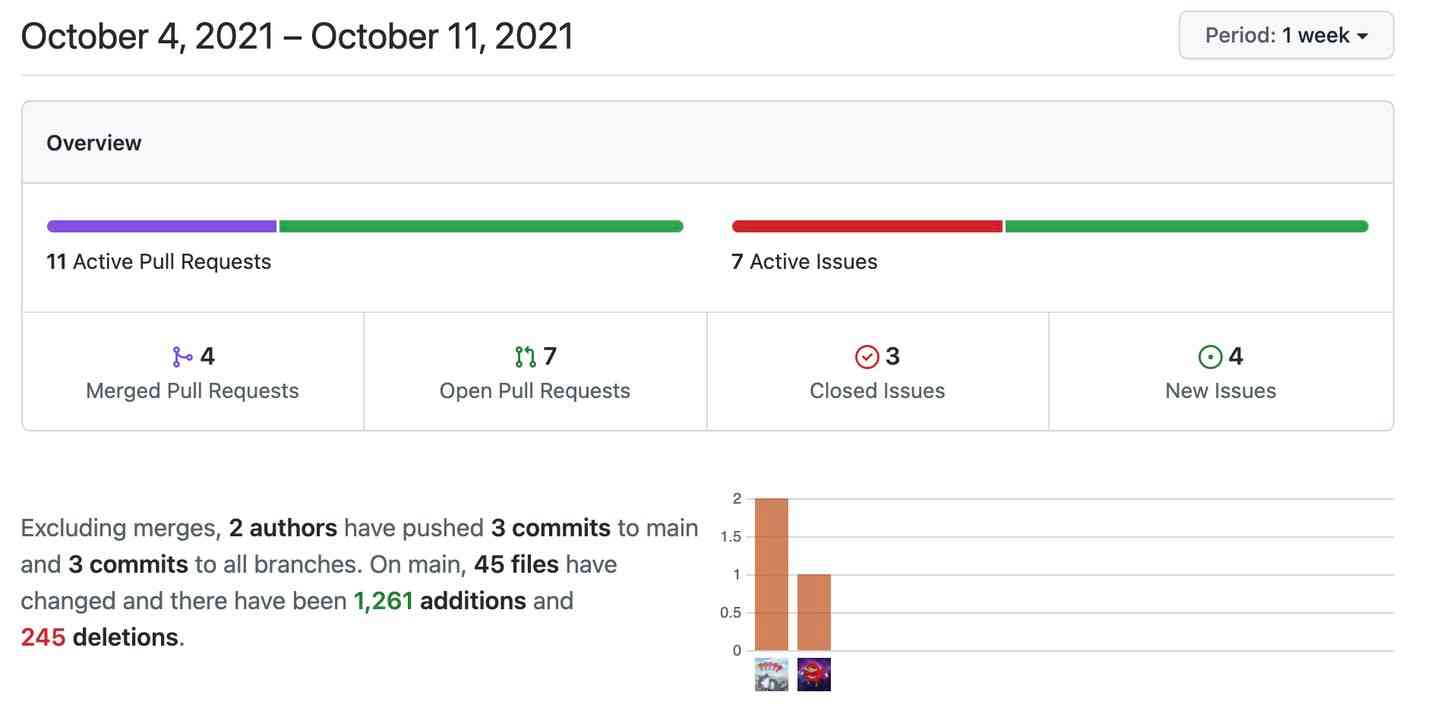 October 4, 2021 – October 11, 2021
Period: 1 week
Overview
11 Active Pull Requests
7 Active Issues
4
Merged Pull Requests
7
Open Pull Requests
3
Closed Issues
4
New Issues
Excluding merges, 2 authors have pushed 3 commits to main
and 3 commits to all branches. On main, 45 files have
changed and there have been 1,261 additions and
245 deletions.
2
1.5
1
0.5
0